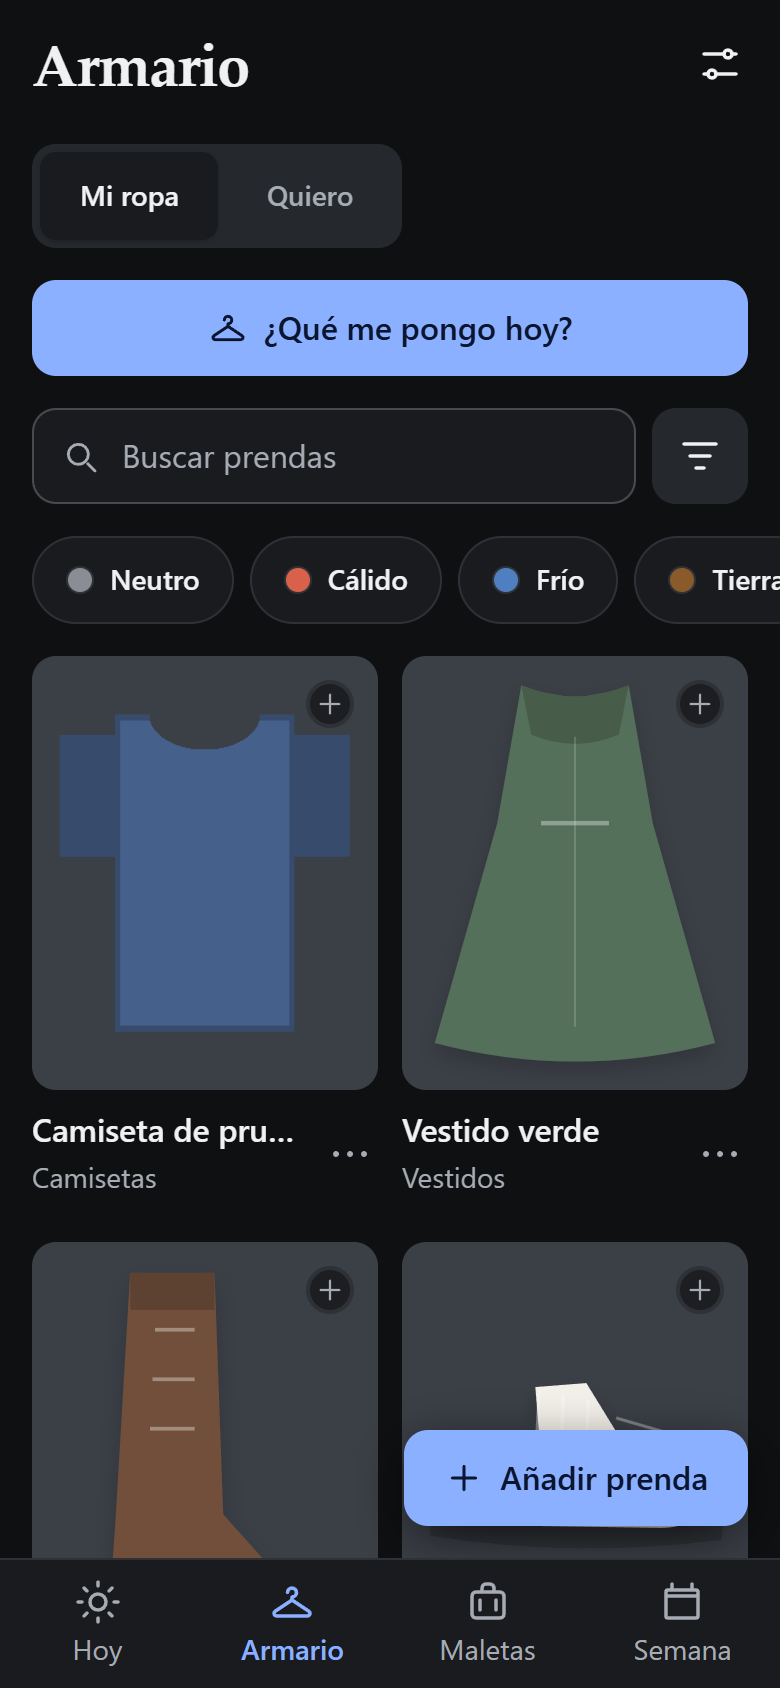 Armario
Mi ropa
Quiero
¿Qué me pongo hoy?
Buscar prendas
Neutro
Cálido
Frío
Tierra
Camiseta de pru...
Camisetas
Vestido verde
Vestidos
Añadir prenda
Hoy
Armario
Maletas
Semana